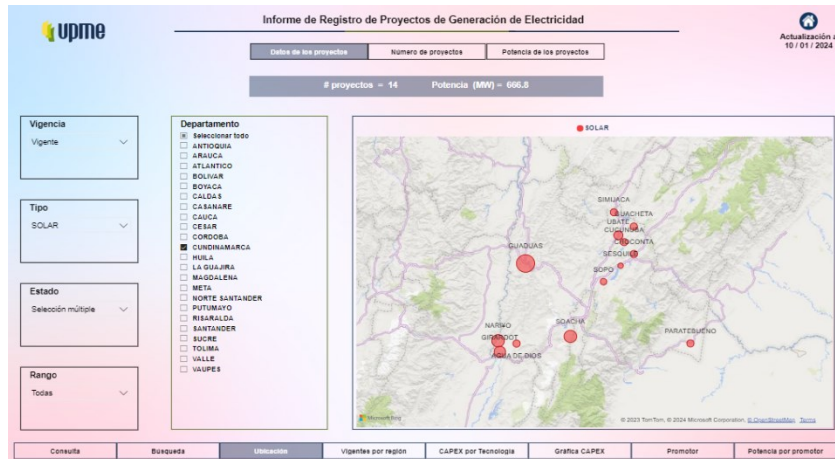 upme
Informe de Registro de Proyectos de Generación de Electricidad
Actualización a
10 / 01 / 2024
Datos de los proyectos
Numero de proyectos
Potencia de los proyectos
# proyectos = 14 Potencia (MW) = 666.8
Vigencia
Vigente
Tipo
SOLAR
Estado
Selección múltiple
Rango
Todas
Departamento
Seleccionar todo
ANTIOQUIA
ARAUCA
ATLANTICO
BOLIVAR
BOYACA
CALDAS
CASANARE
CAUCA
CESAR
CORDOBA
CUNDINAMARCA
HUILA
LA GUAJIRA
MAGDALENA
META
NORTE SANTANDER
PUTUMAYO
RISARALDA
SANTANDER
SUCRE
TOLIMA
VALLE
VAUPES
SOLAR
SIMIJACA
GUACHETA
UBATE
CUCUNUBA
CHOCONTA
SESQUILE
GUADUAS
SOPO
NARIÑO
GIRARDOT
AGUA DE DIOS
SOACHA
PARATEBUENO
Microsoft Bing
© 2023 TomTom, © 2024 Microsoft Corporation, © OpenStreetMap Terms
Consulta
Búsqueda
Ubicación
Vigentes por región
CAPEX por Tecnología
Gráfica CAPEX
Promotor
Potencia por promotor